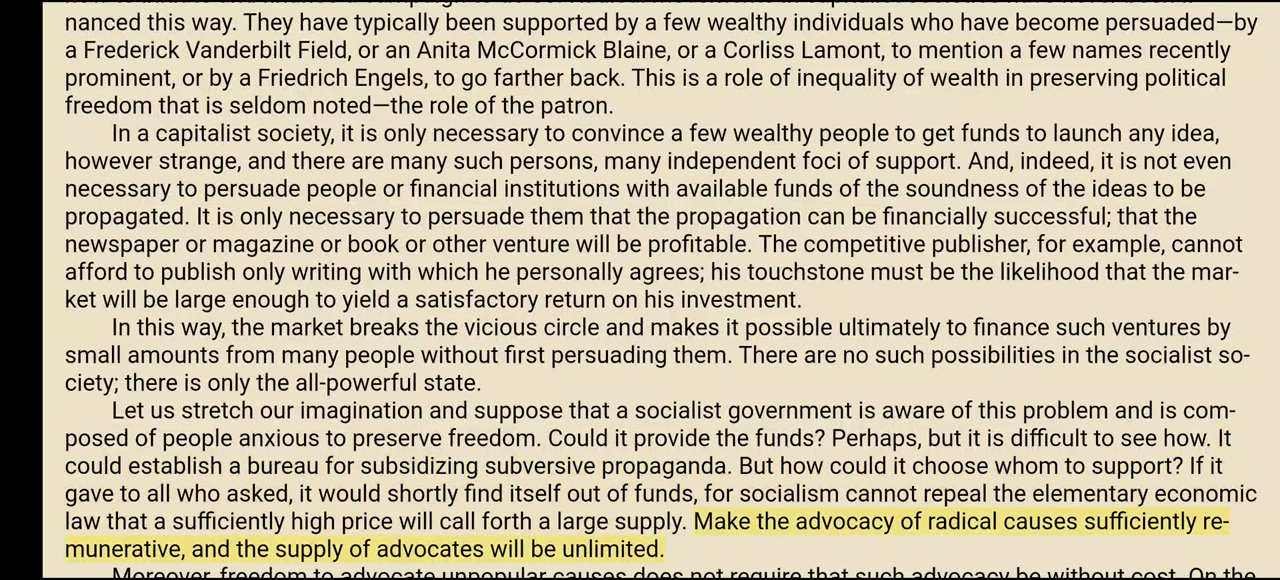 nanced this way. They have typically been supported by a few wealthy individuals who have become persuaded—by
a Frederick Vanderbilt Field, or an Anita McCormick Blaine, or a Corliss Lamont, to mention a few names recently
prominent, or by a Friedrich Engels, to go farther back. This is a role of inequality of wealth in preserving political
freedom that is seldom noted—the role of the patron.
In a capitalist society, it is only necessary to convince a few wealthy people to get funds to launch any idea,
however strange, and there are many such persons, many independent foci of support. And, indeed, it is not even
necessary to persuade people or financial institutions with available funds of the soundness of the ideas to be
propagated. It is only necessary to persuade them that the propagation can be financially successful; that the
newspaper or magazine or book or other venture will be profitable. The competitive publisher, for example, cannot
afford to publish only writing with which he personally agrees; his touchstone must be the likelihood that the mar-
ket will be large enough to yield a satisfactory return on his investment.
In this way, the market breaks the vicious circle and makes it possible ultimately to finance such ventures by
small amounts from many people without first persuading them. There are no such possibilities in the socialist so-
ciety; there is only the all-powerful state.
Let us stretch our imagination and suppose that a socialist government is aware of this problem and is com-
posed of people anxious to preserve freedom. Could it provide the funds? Perhaps, but it is difficult to see how. It
could establish a bureau for subsidizing subversive propaganda. But how could it choose whom to support? If it
gave to all who asked, it would shortly find itself out of funds, for socialism cannot repeal the elementary economic
law that a sufficiently high price will call forth a large supply. Make the advocacy of radical causes sufficiently re-
munerative, and the supply of advocates will be unlimited.
Moreover, freedom to advocate unpopular causes does not require that such advocacy be without cost. On the